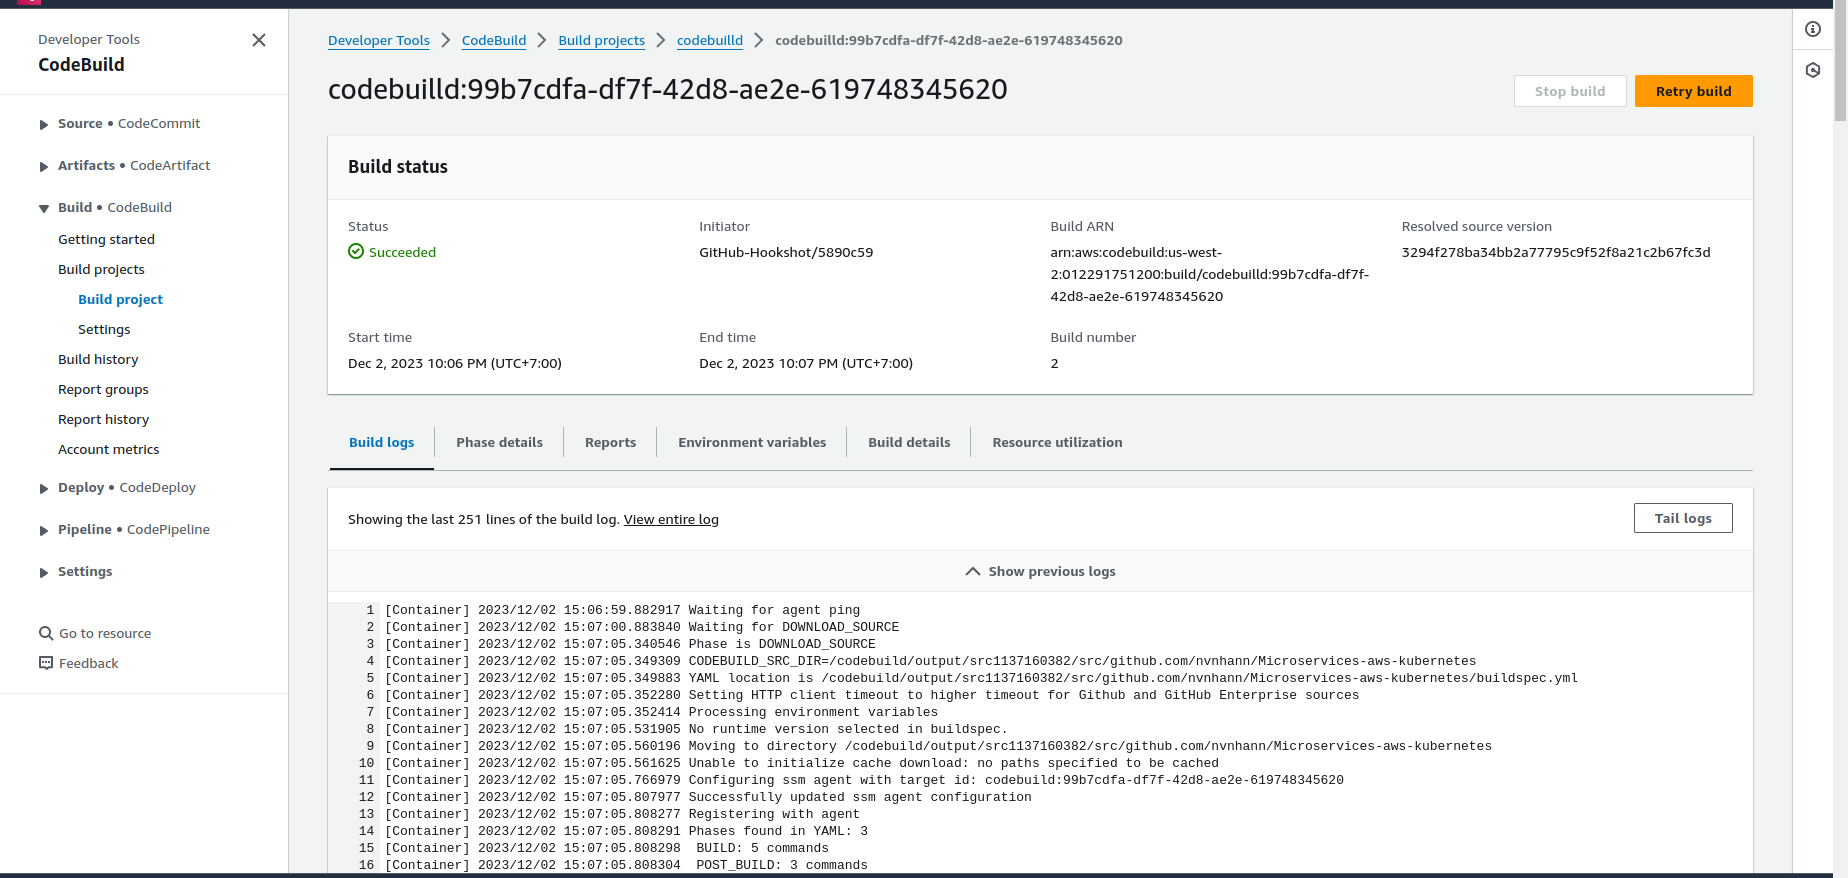 Developer Tools
CodeBuild
Source • CodeCommit
Artifacts • CodeArtifact
Build • CodeBuild
Getting started
Build projects
Build project
Settings
Build history
Report groups
Report history
Account metrics
Deploy • CodeDeploy
Pipeline • CodePipeline
Settings
Go to resource
Feedback
Developer Tools > CodeBuild > Build projects > codebuilld > codebuilld:99b7cdfa-df7f-42d8-ae2e-619748345620
codebuilld:99b7cdfa-df7f-42d8-ae2e-619748345620
Stop build
Retry build
Build status
Status
Succeeded
Initiator
GitHub-Hookshot/5890c59
Build ARN
arn:aws:codebuild:us-west-
2:012291751200:build/codebuilld:99b7cdfa-df7f-
42d8-ae2e-619748345620
Resolved source version
3294f278ba34bb2a77795c9f52f8a21c2b67fc3d
Start time
Dec 2, 2023 10:06 PM (UTC+7:00)
End time
Dec 2, 2023 10:07 PM (UTC+7:00)
Build number
2
Build logs
Phase details
Reports
Environment variables
Build details
Resource utilization
Showing the last 251 lines of the build log. View entire log
Tail logs
Show previous logs
1 [Container] 2023/12/02 15:06:59.882917 Waiting for agent ping
2 [Container] 2023/12/02 15:07:00.883840 Waiting for DOWNLOAD_SOURCE
3 [Container] 2023/12/02 15:07:05.340546 Phase is DOWNLOAD_SOURCE
4 [Container] 2023/12/02 15:07:05.349309 CODEBUILD_SRC_DIR=/codebuild/output/src1137160382/src/github.com/nvnhann/Microservices-aws-kubernetes
5 [Container] 2023/12/02 15:07:05.349883 YAML location is /codebuild/output/src1137160382/src/github.com/nvnhann/Microservices-aws-kubernetes/buildspec.yml
6 [Container] 2023/12/02 15:07:05.352280 Setting HTTP client timeout to higher timeout for Github and GitHub Enterprise sources
7 [Container] 2023/12/02 15:07:05.352414 Processing environment variables
8 [Container] 2023/12/02 15:07:05.531905 No runtime version selected in buildspec.
9 [Container] 2023/12/02 15:07:05.560196 Moving to directory /codebuild/output/src1137160382/src/github.com/nvnhann/Microservices-aws-kubernetes
10 [Container] 2023/12/02 15:07:05.561625 Unable to initialize cache download: no paths specified to be cached
11 [Container] 2023/12/02 15:07:05.766979 Configuring ssm agent with target id: codebuild:99b7cdfa-df7f-42d8-ae2e-619748345620
12 [Container] 2023/12/02 15:07:05.807977 Successfully updated ssm agent configuration
13 [Container] 2023/12/02 15:07:05.808277 Registering with agent
14 [Container] 2023/12/02 15:07:05.808291 Phases found in YAML: 3
15 [Container] 2023/12/02 15:07:05.808298  BUILD: 5 commands
16 [Container] 2023/12/02 15:07:05.808304  POST_BUILD: 3 commands